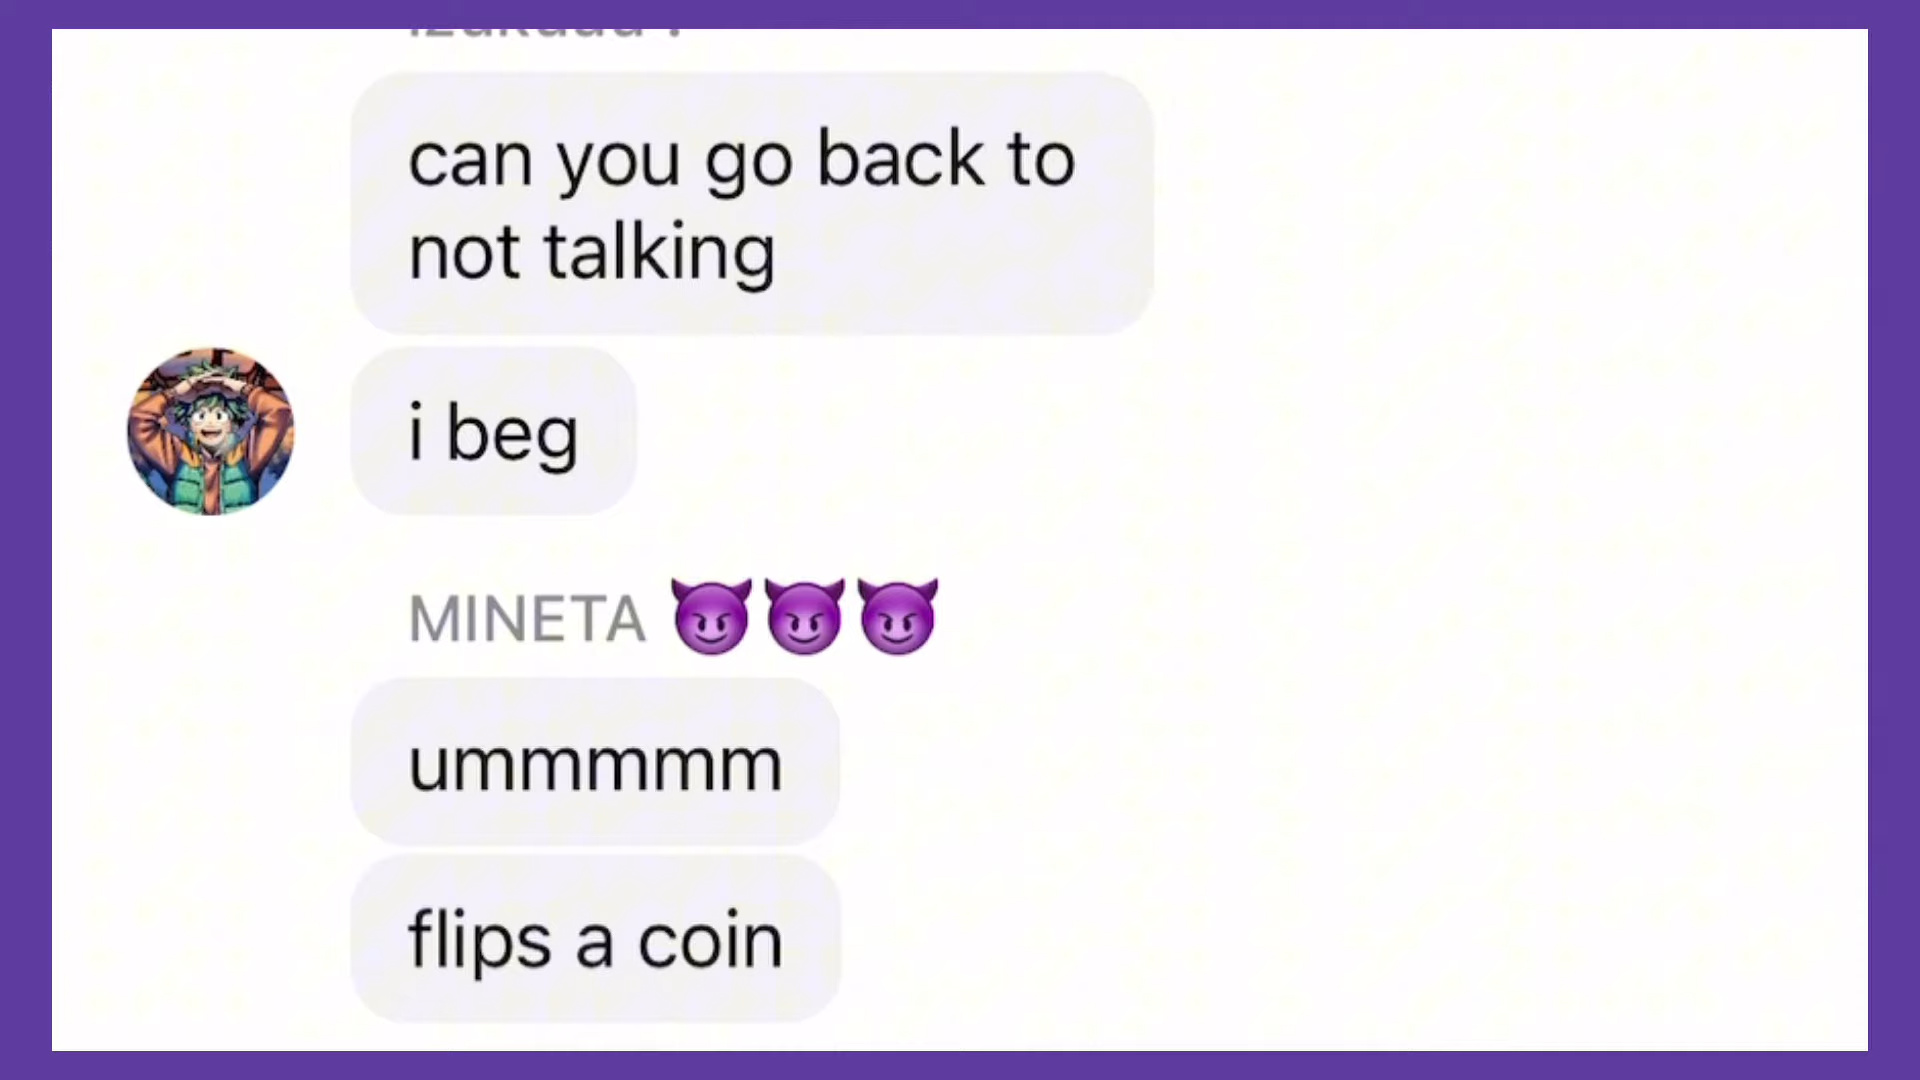 can you go back to
not talking
i beg
MINETA 😈😈😈
ummmmm
flips a coin